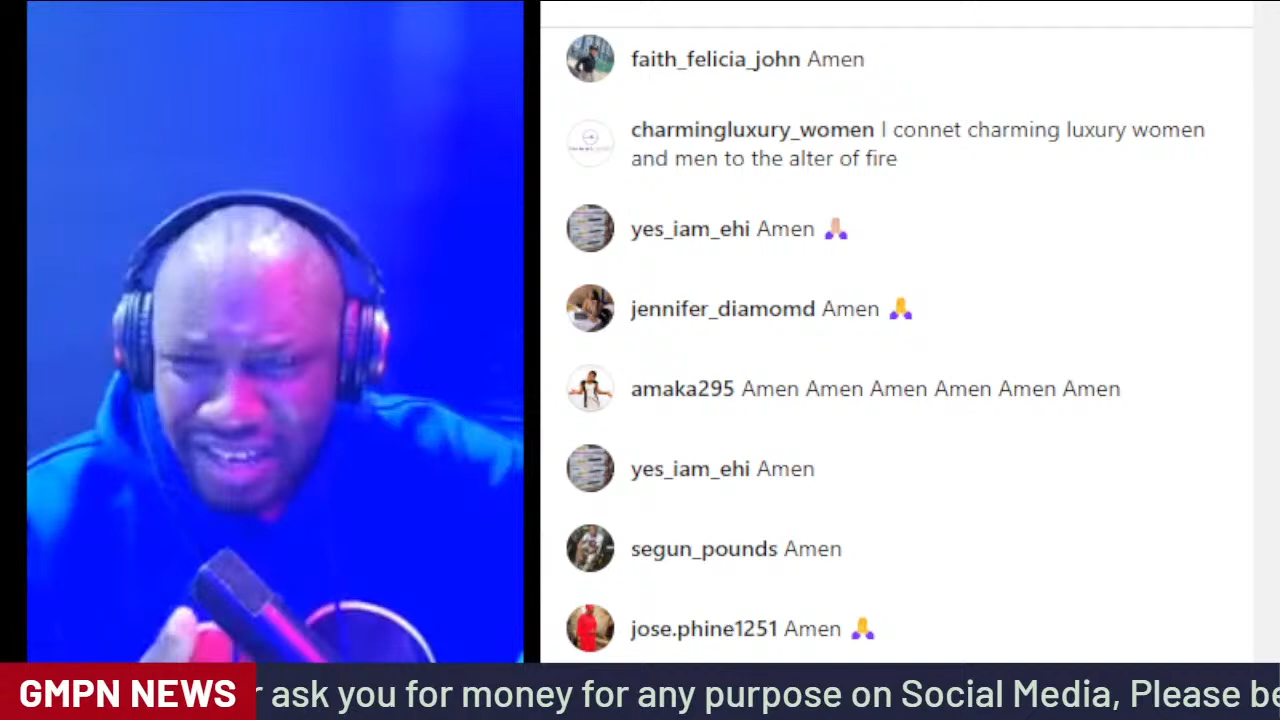 faith_felicia_john Amen
charmingluxury_women I connet charming luxury women
and men to the alter of fire
yes_iam_ehi Amen 🙏🏼
jennifer_diamomd Amen 🙏
amaka295 Amen Amen Amen Amen Amen Amen
yes_iam_ehi Amen
segun_pounds Amen
jose.phine1251 Amen 🙏
GMPN NEWS r ask you for money for any purpose on Social Media, Please be